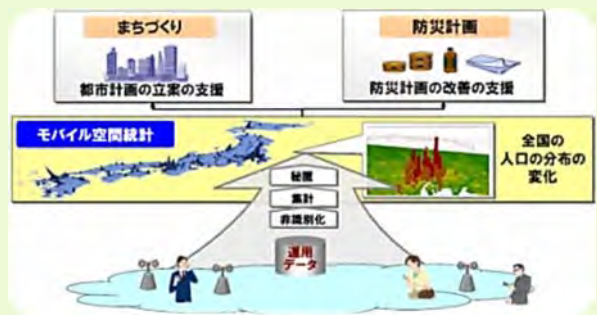 まちづくり
都市計画の立案の支援
防災計画
防災計画の改善の支援
モバイル空間統計
全国の
人口の分布の
変化
秘匿
集計
非識別化
運用
データ